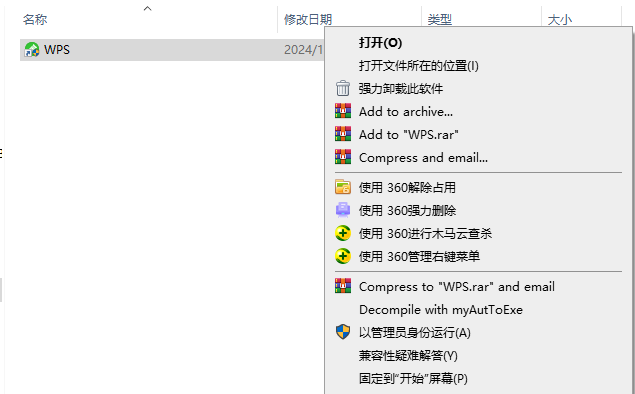 名称 修改日期 类型 大小
WPS 2024/1
打开(O)
打开文件所在的位置(I)
强力卸载此软件
Add to archive...
Add to "WPS.rar"
Compress and email...
使用 360解除占用
使用 360强力删除
使用 360进行木马云查杀
使用 360管理右键菜单
Compress to "WPS.rar" and email
Decompile with myAutToExe
以管理员身份运行(A)
兼容性疑难解答(Y)
固定到“开始”屏幕(P)